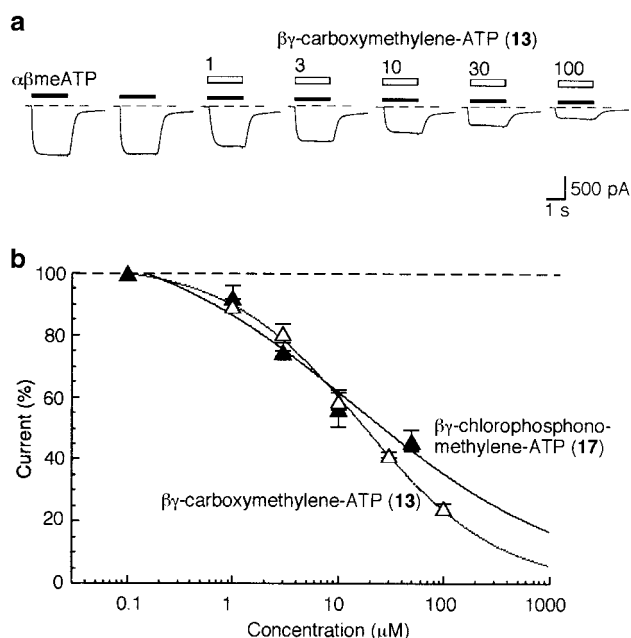 a
βγ-carboxymethylene-ATP (13)
αβmeATP
1 3 10 30 100
500 pA
1 s
b
100
80
60
40
20
0
Current (%)
βγ-chlorophosphono-
methylene-ATP (17)
βγ-carboxymethylene-ATP (13)
0.1 1 10 100 1000
Concentration (μM)